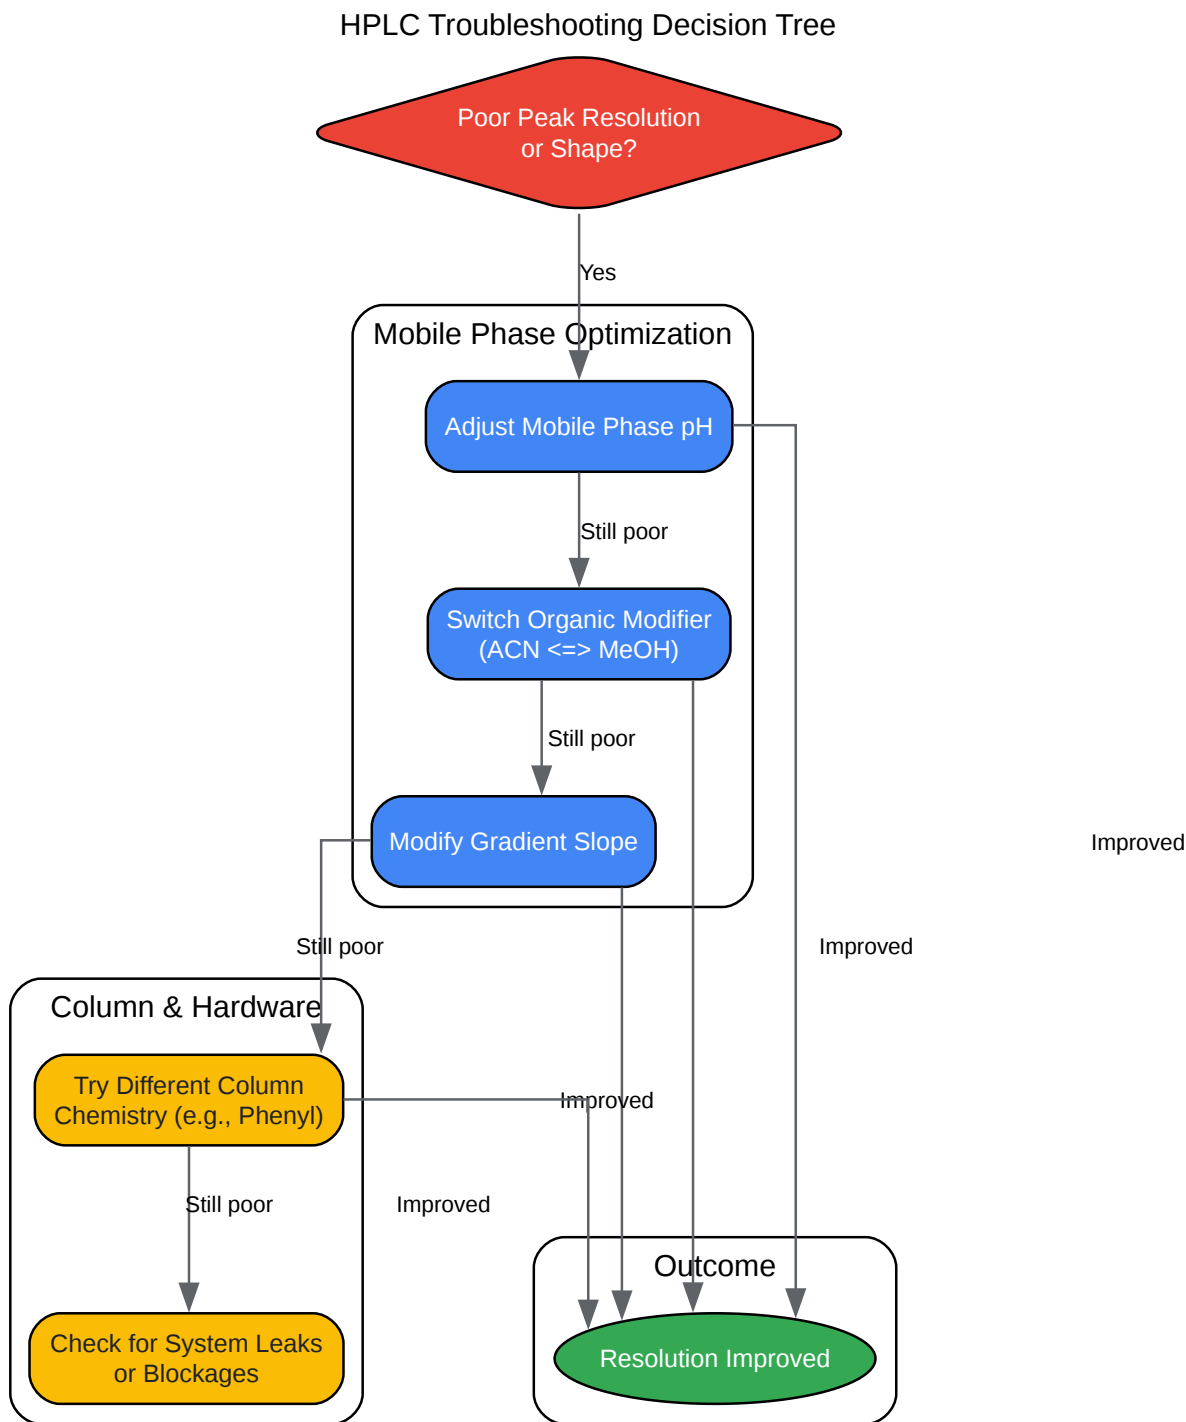 HPLC Troubleshooting Decision Tree
Poor Peak Resolution
or Shape?
Yes
Mobile Phase Optimization
Adjust Mobile Phase pH
Still poor
Switch Organic Modifier
(ACN <=> MeOH)
Still poor
Modify Gradient Slope
Improved
Still poor
Improved
Column & Hardware
Try Different Column
Chemistry (e.g., Phenyl)
Improved
Still poor
Improved
Outcome
Check for System Leaks
or Blockages
Resolution Improved